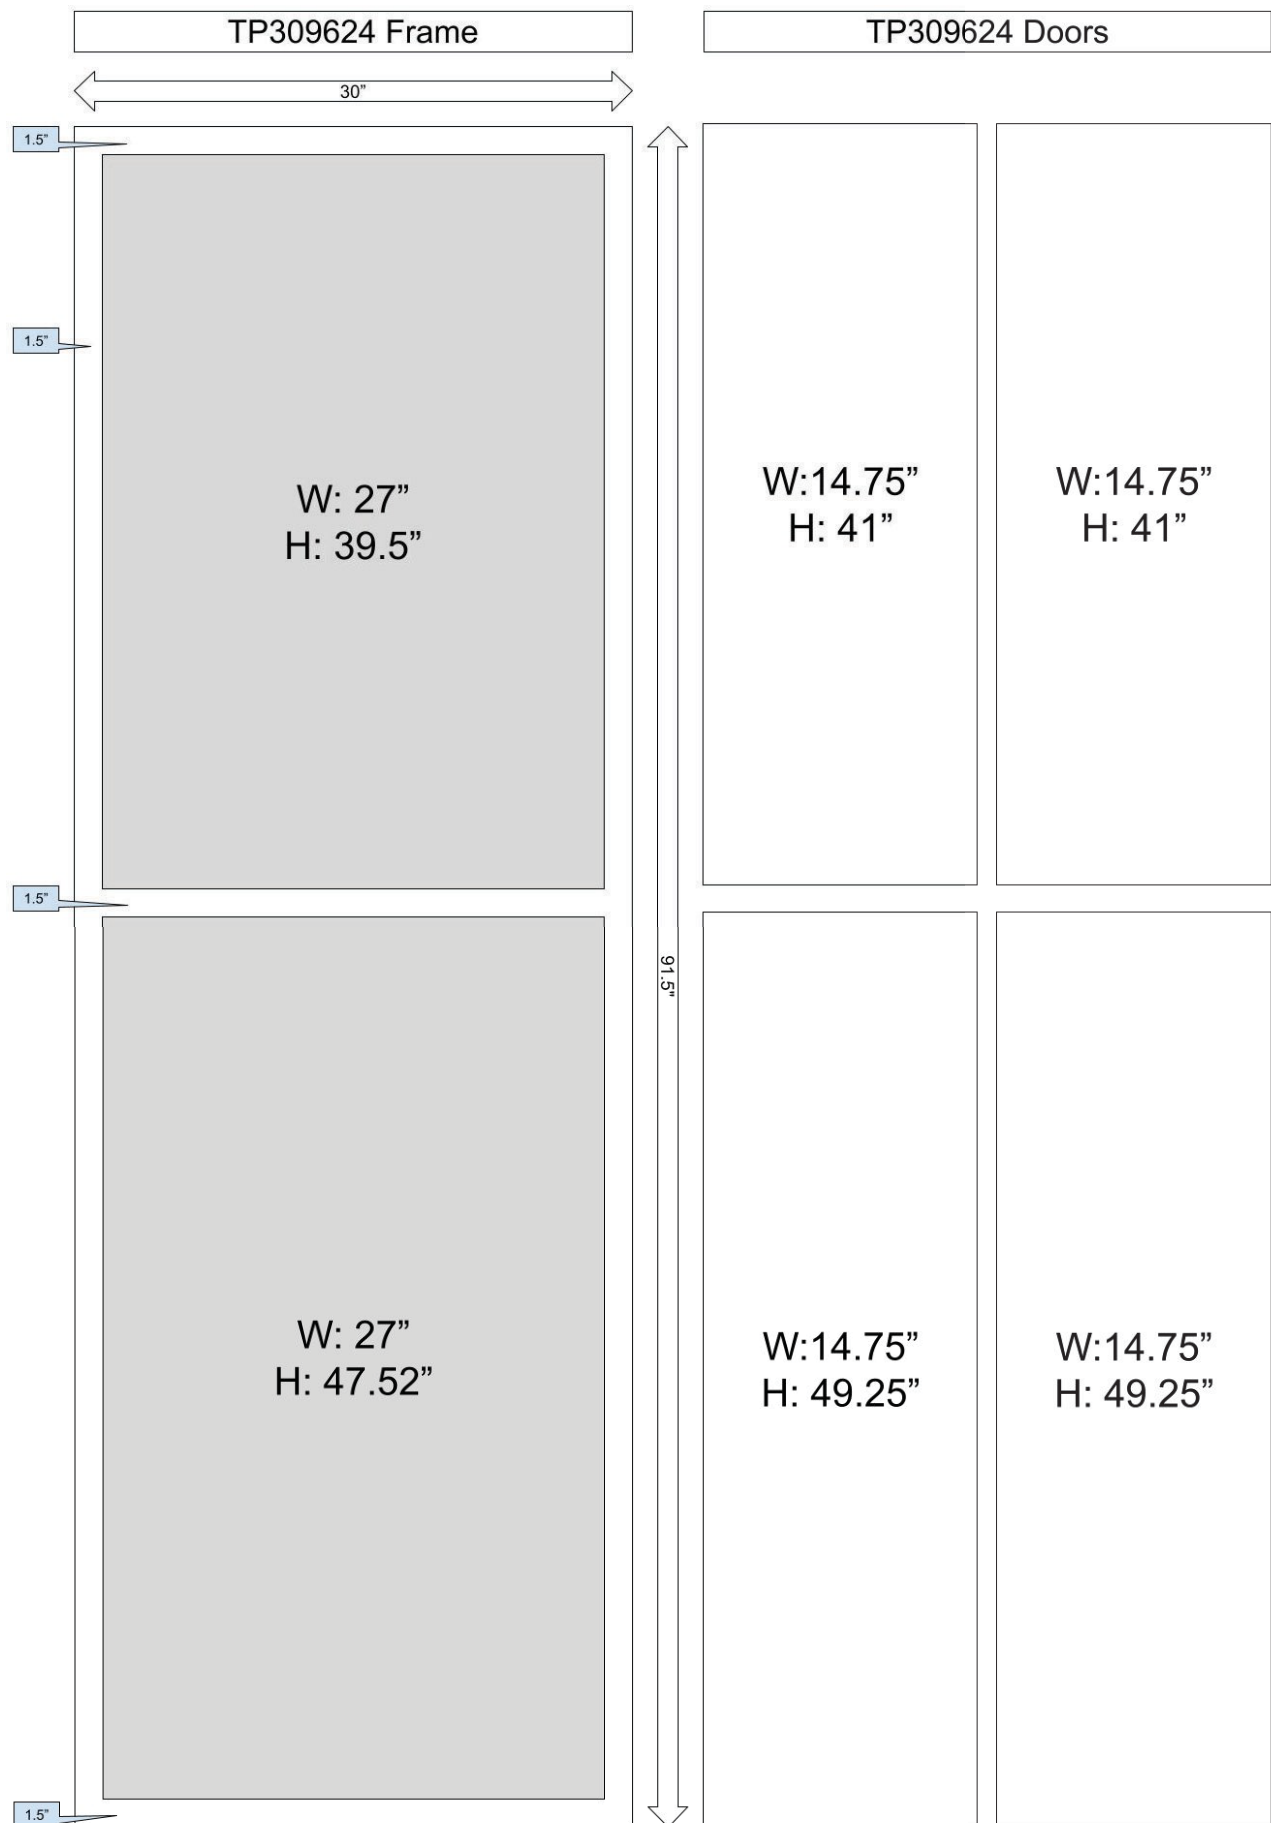 TP309624 Frame
TP309624 Doors
30”
1.5”
1.5”
W: 27”
H: 39.5”
W:14.75”
H: 41”
W:14.75”
H: 41”
1.5”
91.5"
W: 27”
H: 47.52”
W:14.75”
H: 49.25”
W:14.75”
H: 49.25”
1.5”